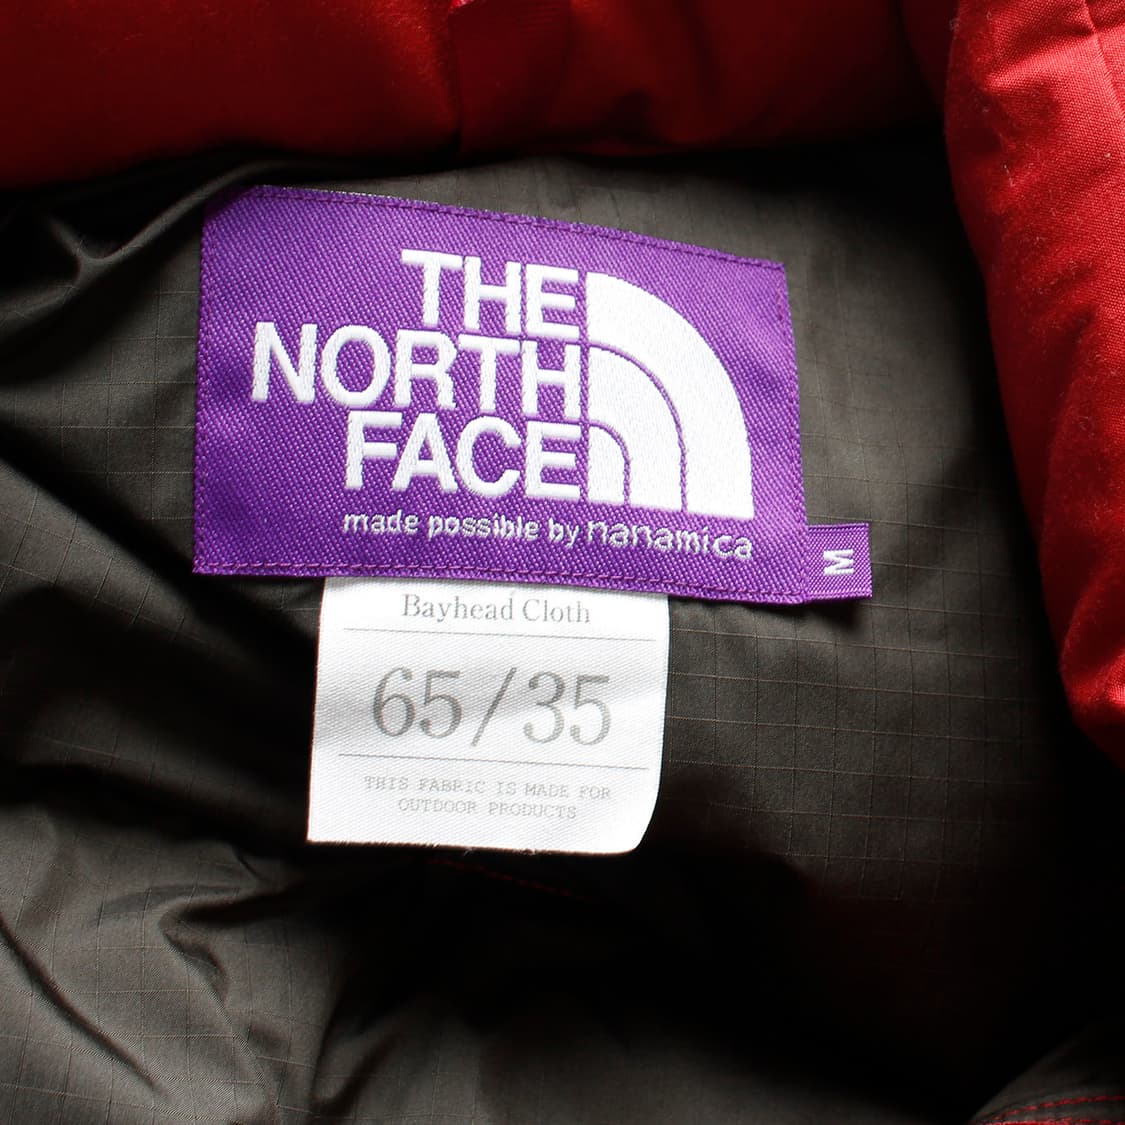 THE
NORTH
FACE
made possible by nanamica
M
Bayhead Cloth
65/35
THIS FABRIC IS MADE FOR
OUTDOOR PRODUCTS